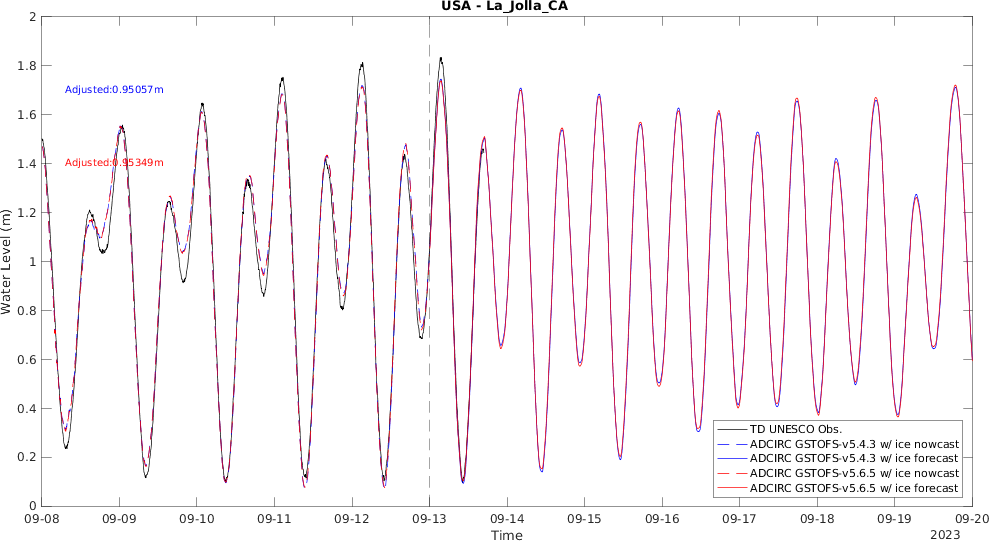 USA - La_Jolla_CA
2
1.8
1.6
1.4
1.2
1
0.8
0.6
0.4
0.2
0
Water Level (m)
Adjusted:0.95057m
Adjusted:0.95349m
TD UNESCO Obs.
ADCIRC GSTOFS-v5.4.3 w/ ice nowcast
ADCIRC GSTOFS-v5.4.3 w/ ice forecast
ADCIRC GSTOFS-v5.6.5 w/ ice nowcast
ADCIRC GSTOFS-v5.6.5 w/ ice forecast
09-08 09-09 09-10 09-11 09-12 09-13 09-14 09-15 09-16 09-17 09-18 09-19 09-20
Time
2023